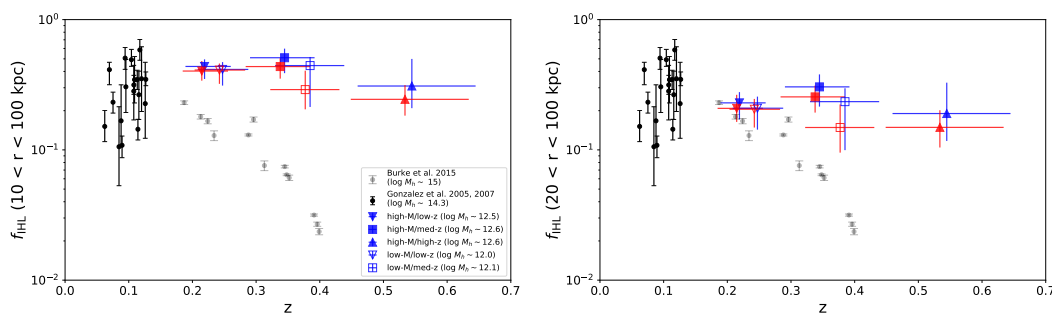 10⁰
10⁻¹
10⁻²
f_IHL (10 < r < 100 kpc)
Burke et al. 2015
(log M_h ~ 15)
Gonzalez et al. 2005, 2007
(log M_h ~ 14.3)
high-M/low-z (log M_h ~ 12.5)
high-M/med-z (log M_h ~ 12.6)
high-M/high-z (log M_h ~ 12.6)
low-M/low-z (log M_h ~ 12.0)
low-M/med-z (log M_h ~ 12.1)
0.0 0.1 0.2 0.3 0.4 0.5 0.6 0.7
z
10⁰
10⁻¹
10⁻²
f_IHL (20 < r < 100 kpc)
0.0 0.1 0.2 0.3 0.4 0.5 0.6 0.7
z